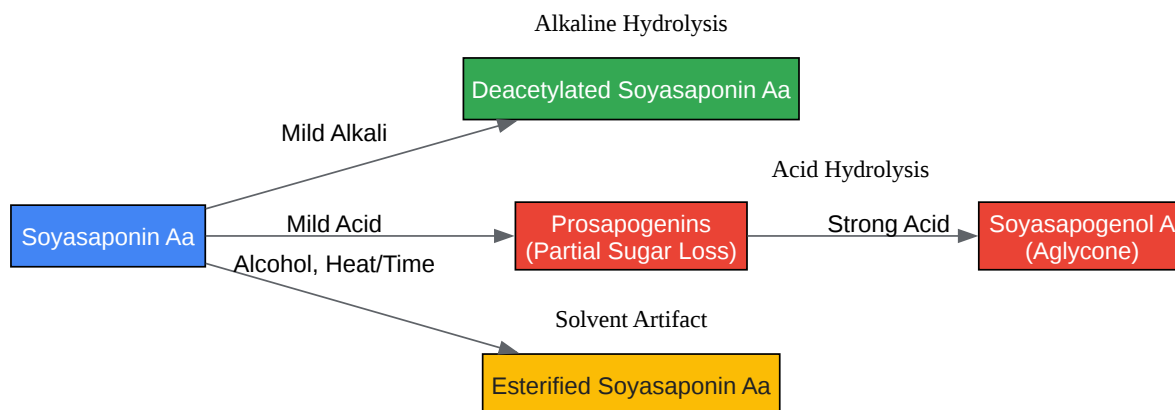 Alkaline Hydrolysis
Deacetylated Soyasaponin Aa
Mild Alkali
Acid Hydrolysis
Soyasaponin Aa
Mild Acid
Prosapogenins
(Partial Sugar Loss)
Strong Acid
Soyasapogenol A
(Aglycone)
Alcohol, Heat/Time
Solvent Artifact
Esterified Soyasaponin Aa